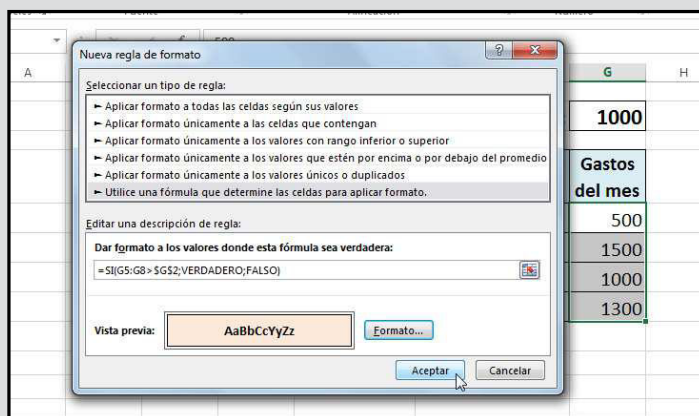 500
Nueva regla de formato
A
G
H
Seleccionar un tipo de regla:
► Aplicar formato a todas las celdas según sus valores
► Aplicar formato únicamente a las celdas que contengan
► Aplicar formato únicamente a los valores con rango inferior o superior
► Aplicar formato únicamente a los valores que estén por encima o por debajo del promedio
► Aplicar formato únicamente a los valores únicos o duplicados
► Utilice una fórmula que determine las celdas para aplicar formato.
1000
Editar una descripción de regla:
Dar formato a los valores donde esta fórmula sea verdadera:
=SI(G5:G8>$G$2;VERDADERO;FALSO)
Vista previa:
AaBbCcYyZz
Formato...
Aceptar
Cancelar
Gastos
del mes
500
1500
1000
1300